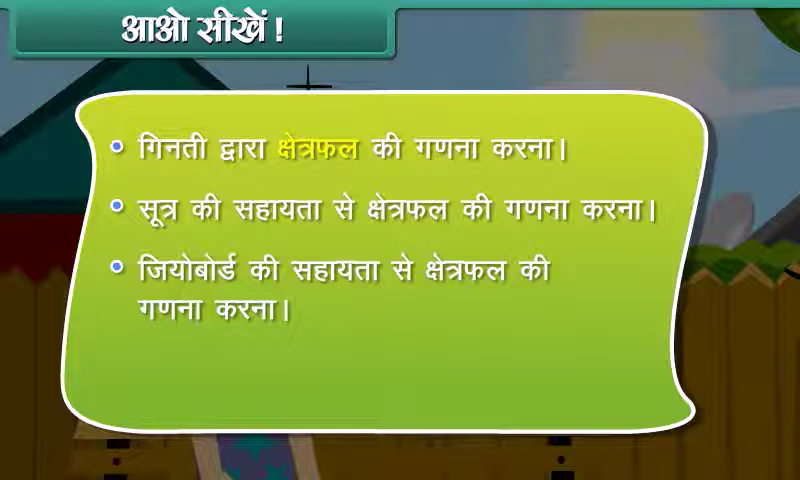 आओ सीखें!
गिनती द्वारा क्षेत्रफल की गणना करना।
सूत्र की सहायता से क्षेत्रफल की गणना करना।
जियोबोर्ड की सहायता से क्षेत्रफल की
गणना करना।